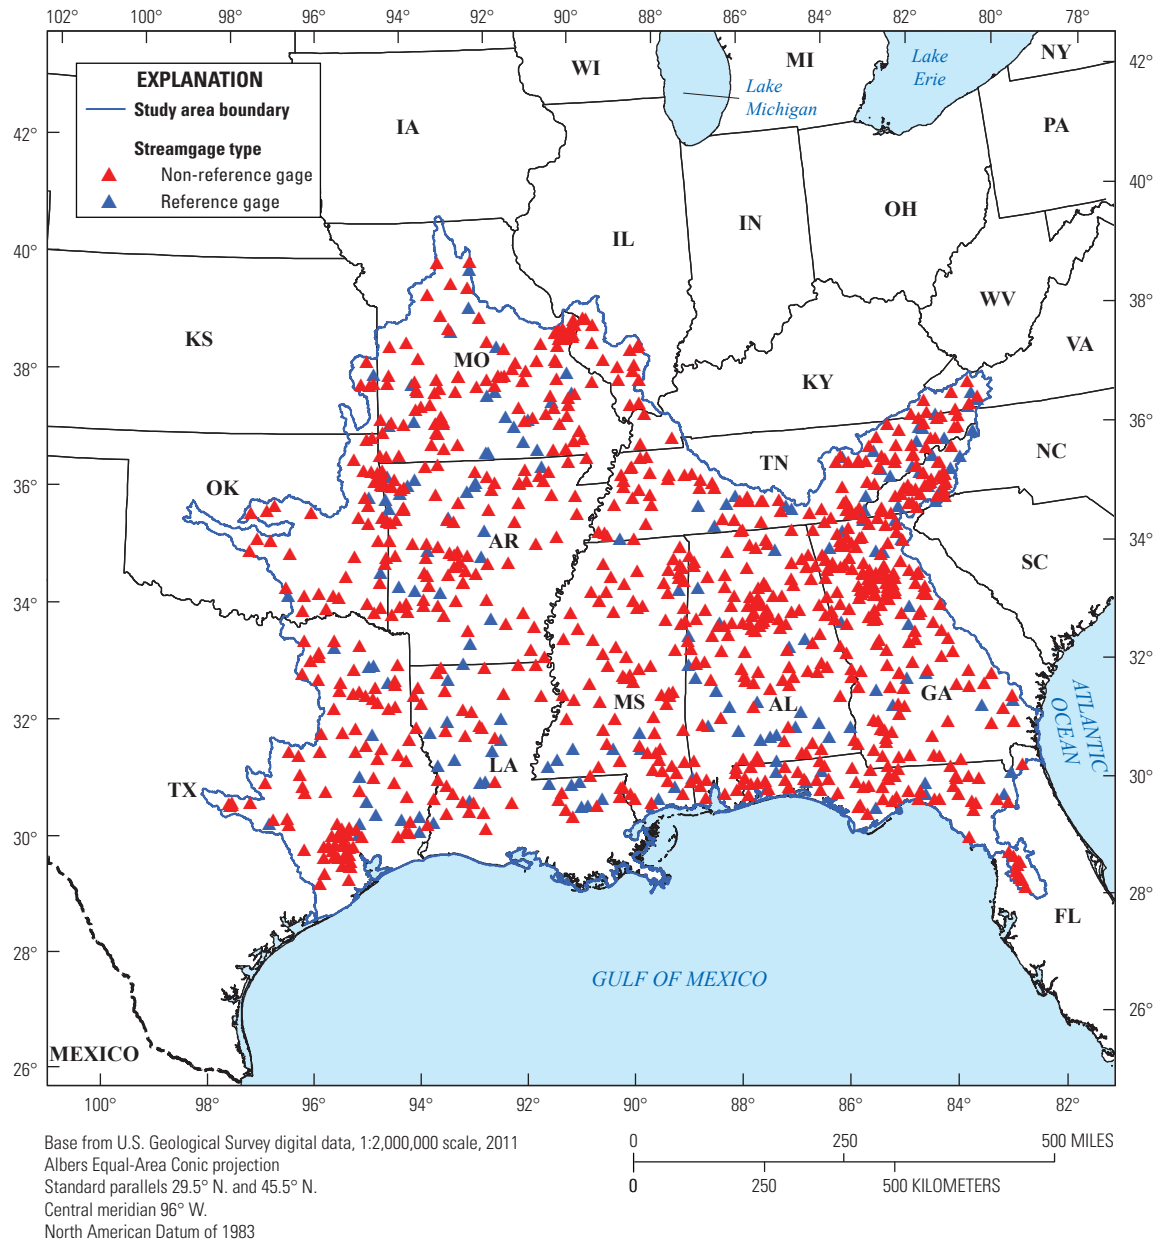 102° 100° 98° 96° 94° 92° 90° 88° 86° 84° 82° 80° 78°
EXPLANATION
Study area boundary
Streamgage type
Non-reference gage
Reference gage
WI
MI
NY
Lake
Erie
Lake
Michigan
IA
PA
42°
42°
40°
40°
38°
38°
36°
36°
34°
34°
32°
32°
30°
30°
28°
28°
26°
26°
IL
IN
OH
WV
VA
KS
MO
KY
OK
TN
NC
AR
SC
MS
AL
GA
LA
TX
FL
ATLANTIC
OCEAN
GULF OF MEXICO
MEXICO
100° 98° 96° 94° 92° 90° 88° 86° 84° 82°
Base from U.S. Geological Survey digital data, 1:2,000,000 scale, 2011
Albers Equal-Area Conic projection
Standard parallels 29.5° N. and 45.5° N.
Central meridian 96° W.
North American Datum of 1983
0 250 500 MILES
0 250 500 KILOMETERS